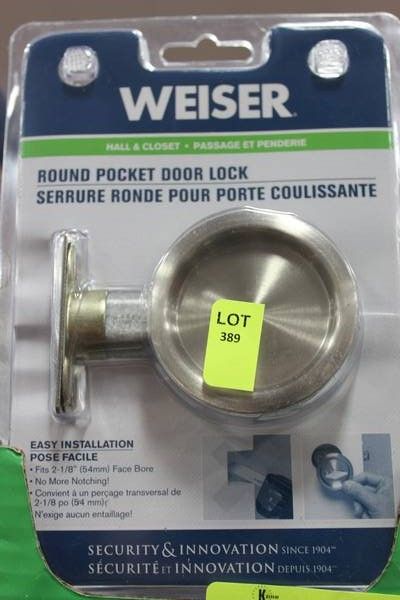 WEISER
HALL & CLOSET • PASSAGE ET PENDERIE
ROUND POCKET DOOR LOCK
SERRURE RONDE POUR PORTE COULISSANTE
LOT
389
EASY INSTALLATION
POSE FACILE
• Fits 2-1/8" (54mm) Face Bore
• No More Notching!
• Convient à un perçage transversal de
2-1/8 po (54 mm)
N'exige aucun entaillage!
SECURITY & INNOVATION SINCE 1904™
SÉCURITÉ ET INNOVATION DEPUIS 1904™